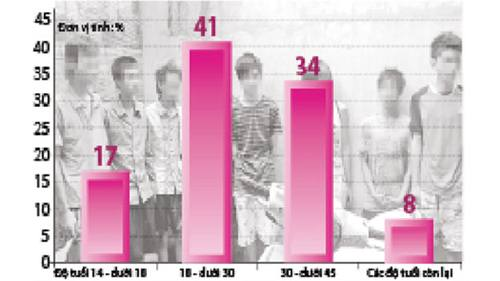 45
Đơn vị tính: %
40
35
30
25
20
15
10
5
0
17
41
34
8
Độ tuổi 14 - dưới 18
18 - dưới 30
30 - dưới 45
Các độ tuổi còn lại